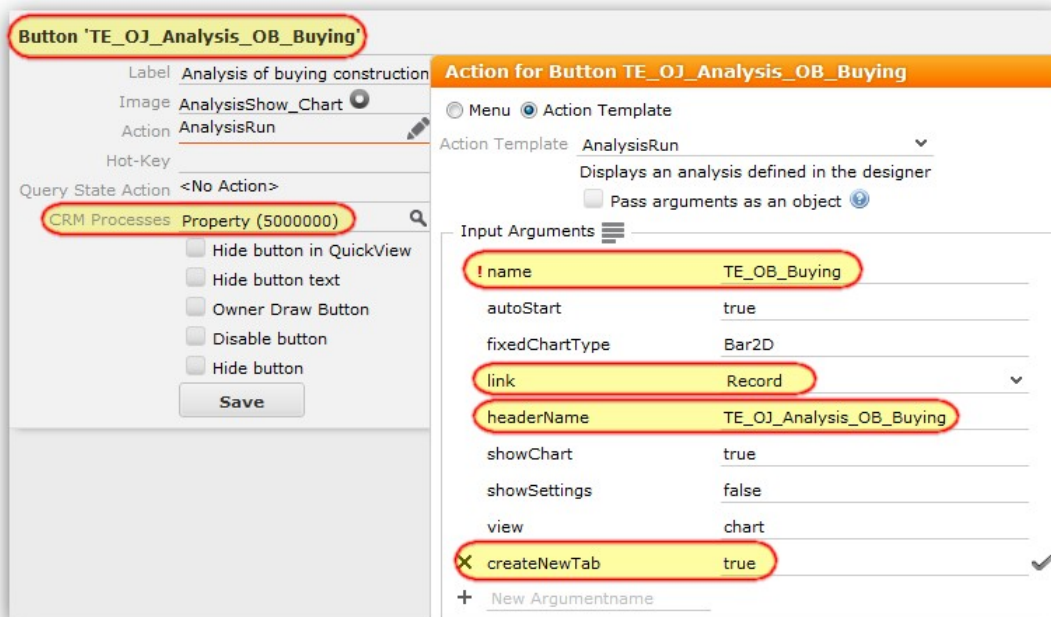 Button 'TE_OJ_Analysis_OB_Buying'
Label Analysis of buying construction
Image AnalysisShow_Chart
Action AnalysisRun
Hot-Key
Query State Action <No Action>
CRM Processes Property (5000000)
Hide button in QuickView
Hide button text
Owner Draw Button
Disable button
Hide button
Save
Action for Button TE_OJ_Analysis_OB_Buying
Menu Action Template
Action Template AnalysisRun
Displays an analysis defined in the designer
Pass arguments as an object ?
Input Arguments
! name TE_OB_Buying
autoStart true
fixedChartType Bar2D
link Record
headerName TE_OJ_Analysis_OB_Buying
showChart true
showSettings false
view chart
createNewTab true
+ New Argumentname